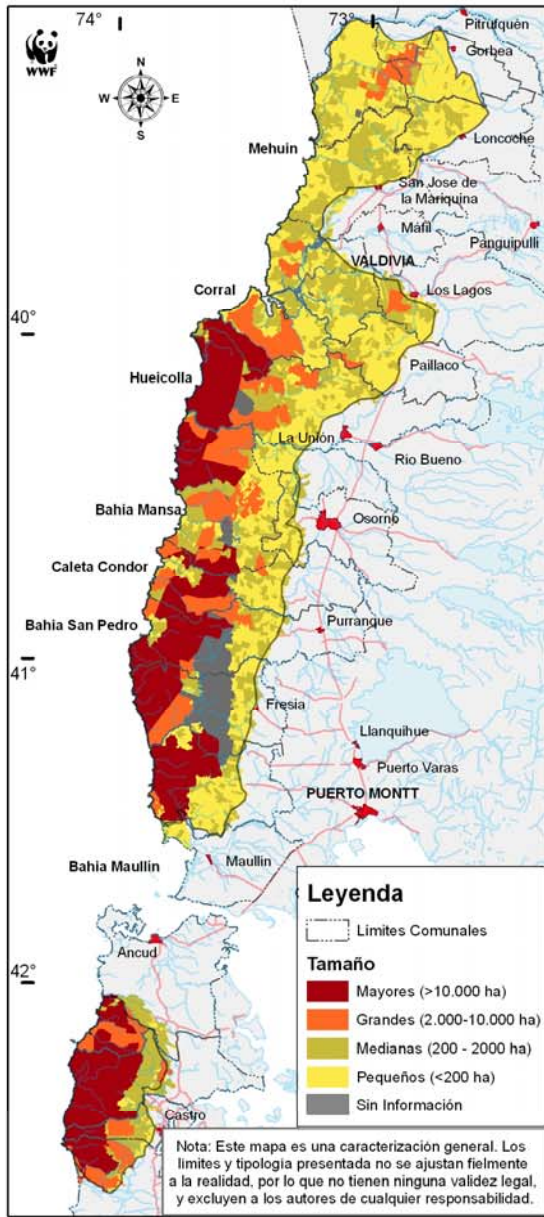 74°
73°
Pitrufquén
Gorbea
WWF
N
W E
S
Loncoche
Mehuin
San Jose de
la Mariquina
Máfil
Panguipulli
VALDIVIA
Corral
Los Lagos
40°
Paillaco
Hueicolla
La Unión
Rio Bueno
Bahia Mansa
Osorno
Caleta Condor
Bahia San Pedro
Purranque
41°
Fresia
Llanquihue
Puerto Varas
PUERTO MONTT
Bahia Maullin
Maullin
Leyenda
Limites Comunales
Ancud
Tamaño
42°
Mayores (>10.000 ha)
Grandes (2.000-10.000 ha)
Medianas (200 - 2000 ha)
Pequeños (<200 ha)
Sin Información
Castro
Nota: Este mapa es una caracterización general. Los
limites y tipología presentada no se ajustan fielmente
a la realidad, por lo que no tienen ninguna validez legal,
y excluyen a los autores de cualquier responsabilidad.